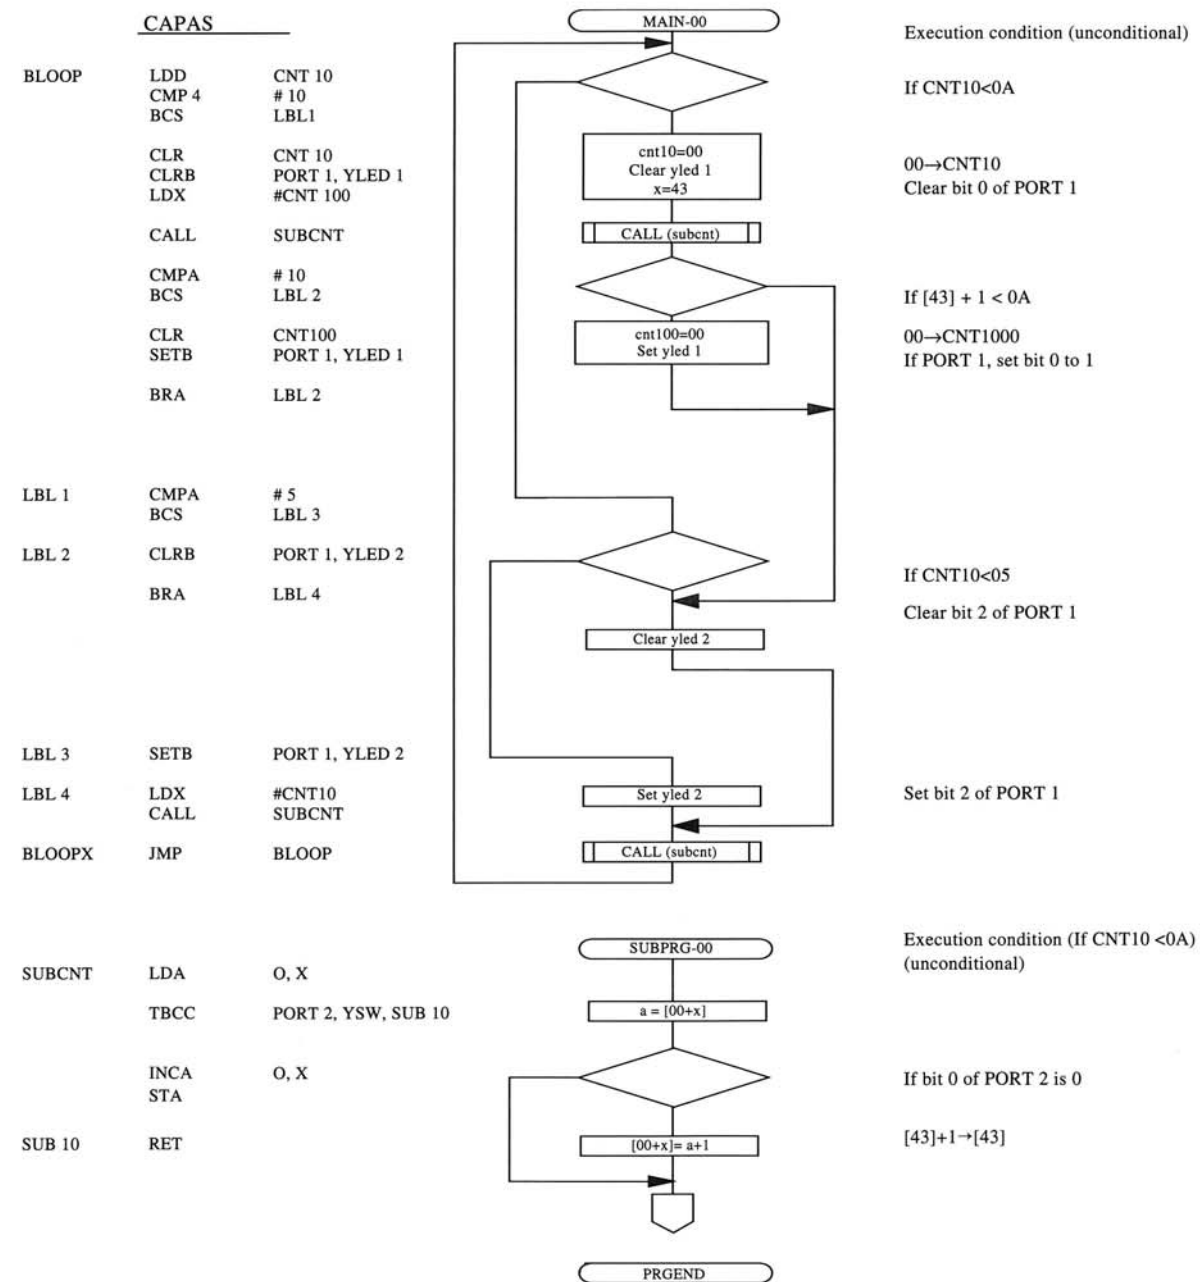 CAPAS
MAIN-00
Execution condition (unconditional)
BLOOP LDD CNT 10
If CNT10<0A
CMP 4 # 10
BCS LBL1
CLR CNT 10
cnt10=00
00→CNT10
CLRB PORT 1, YLED 1
Clear yled 1
Clear bit 0 of PORT 1
LDX #CNT 100
x=43
CALL SUBCNT
CALL (subcnt)
CMPA # 10
BCS LBL 2
If [43] + 1 < 0A
CLR CNT100
cnt100=00
00→CNT1000
SETB PORT 1, YLED 1
Set yled 1
If PORT 1, set bit 0 to 1
BRA LBL 2
LBL 1 CMPA # 5
BCS LBL 3
LBL 2 CLRB PORT 1, YLED 2
If CNT10<05
BRA LBL 4
Clear bit 2 of PORT 1
Clear yled 2
LBL 3 SETB PORT 1, YLED 2
LBL 4 LDX #CNT10
Set yled 2
Set bit 2 of PORT 1
CALL SUBCNT
BLOOPX JMP BLOOP
CALL (subcnt)
SUBPRG-00
Execution condition (If CNT10 <0A)
(unconditional)
SUBCNT LDA O, X
TBCC PORT 2, YSW, SUB 10
a = [00+x]
INCA O, X
If bit 0 of PORT 2 is 0
STA
SUB 10 RET
[00+x]= a+1
[43]+1→[43]
PRGEND